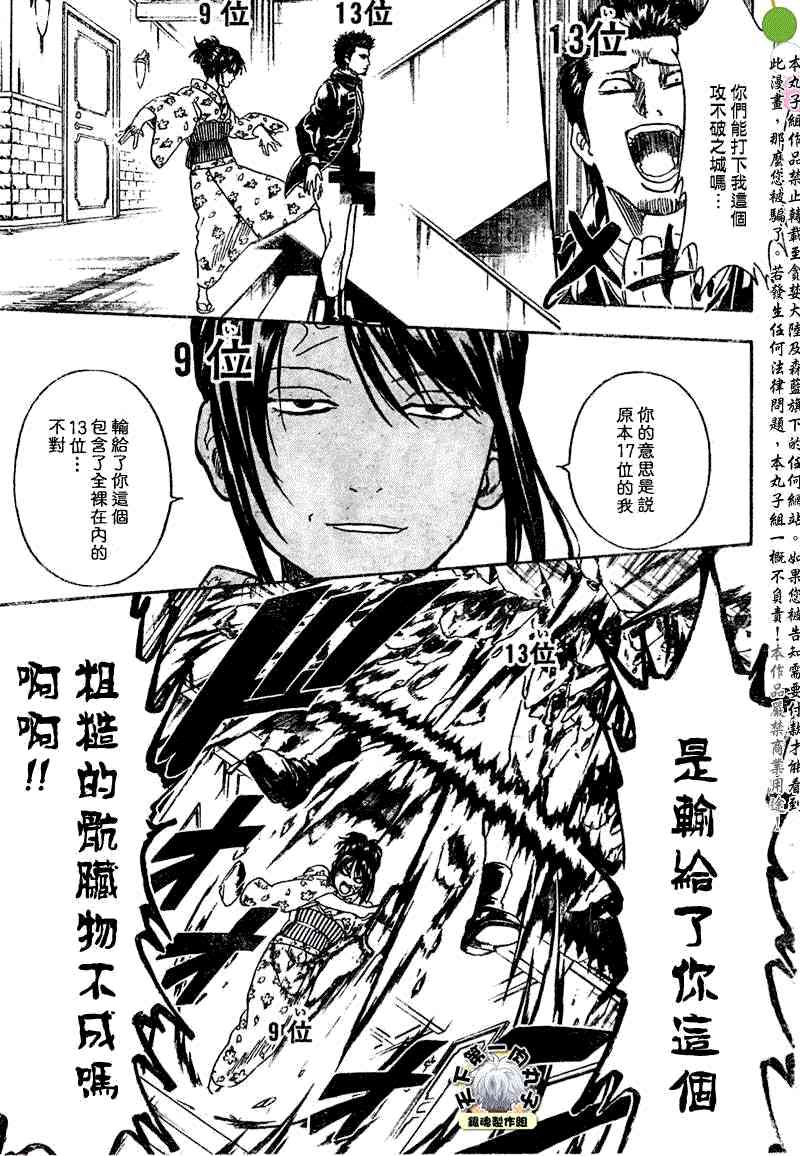 13位
い
你們能打下我這個
攻不破之城嗎…
13位
9位
9位
い
你的意思是說
原本17位的我
輸給了你這個
包含了全裸在內的
13位…
不對
13位
い
是輸給了你這個
粗糙的骯臟物不成嗎
啊啊!!
9位
い
天下第一
銀魂製作組
本丸子組作品禁止轉載至貪婪大陸及森藍旗下的任何網站。如果您被告知需要付款才能看到
此漫畫，那麼您被騙了。若發生任何法律問題，本丸子組一概不負責！本作品嚴禁商業用途！